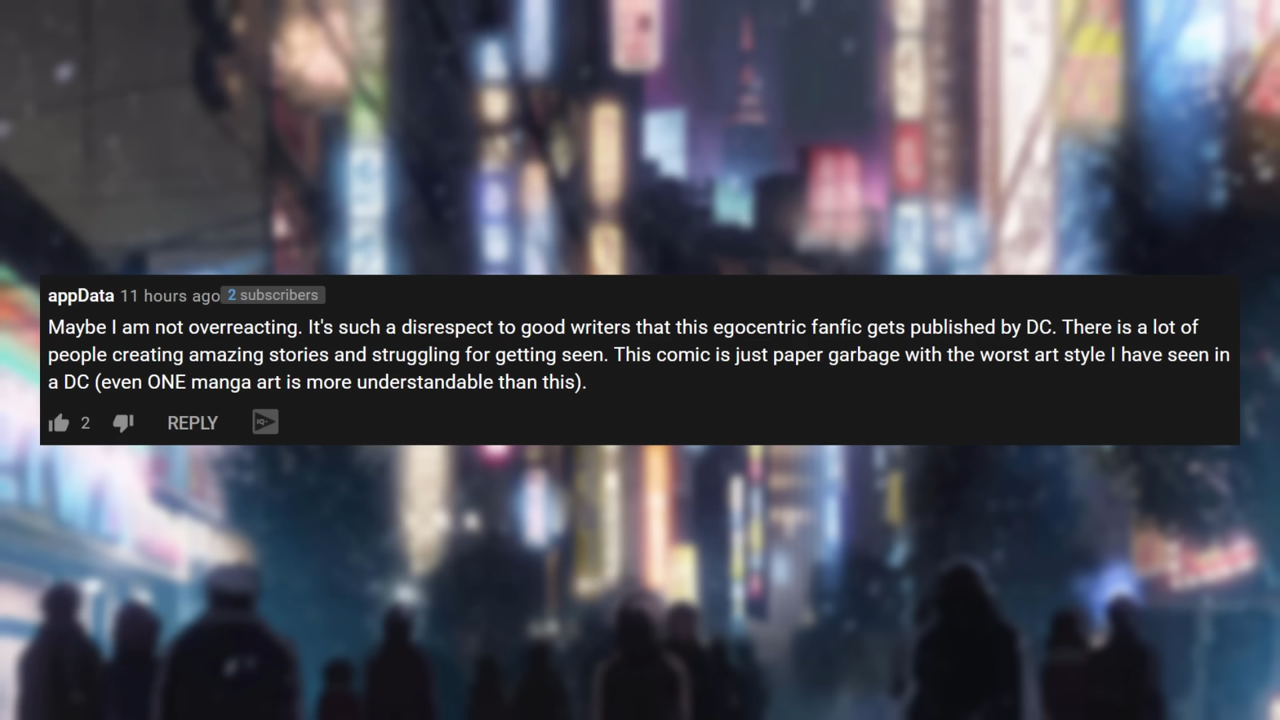 appData 11 hours ago 2 subscribers
Maybe I am not overreacting. It's such a disrespect to good writers that this egocentric fanfic gets published by DC. There is a lot of
people creating amazing stories and struggling for getting seen. This comic is just paper garbage with the worst art style I have seen in
a DC (even ONE manga art is more understandable than this).
2 REPLY